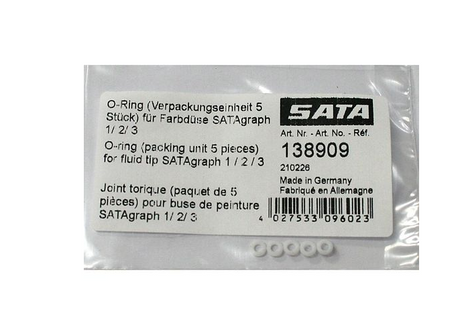 O-Ring (Verpackungseinheit 5
Stück) für Farbdüse SATAgraph
1/ 2/ 3
O-ring (packing unit 5 pieces)
for fluid tip SATAgraph 1 / 2 / 3
Joint torique (paquet de 5
pièces) pour buse de peinture
SATAgraph 1/ 2/ 3
SATA
Art. Nr. - Art. No. - Réf.
138909
210226
Made in Germany
Fabriqué en Allemagne
4 027533 096023